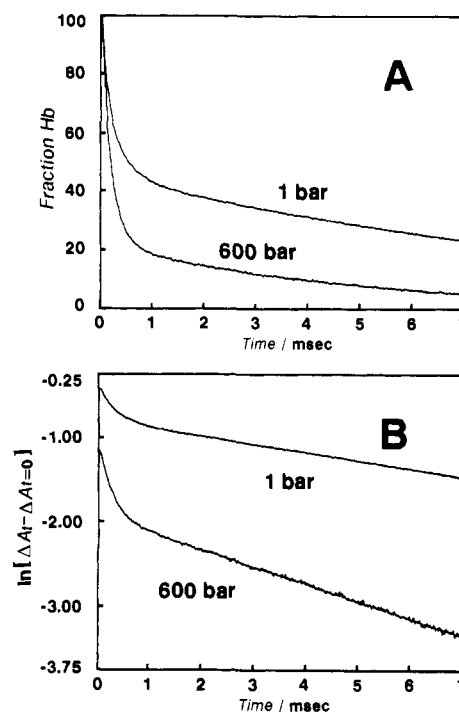 100
80
60
40
20
0
Fraction Hb
A
1 bar
600 bar
0 1 2 3 4 5 6 7
Time / msec
-0.25
-1.00
-2.00
-3.00
-3.75
ln[ΔAt-ΔAt=0]
B
1 bar
600 bar
0 1 2 3 4 5 6 7
Time / msec